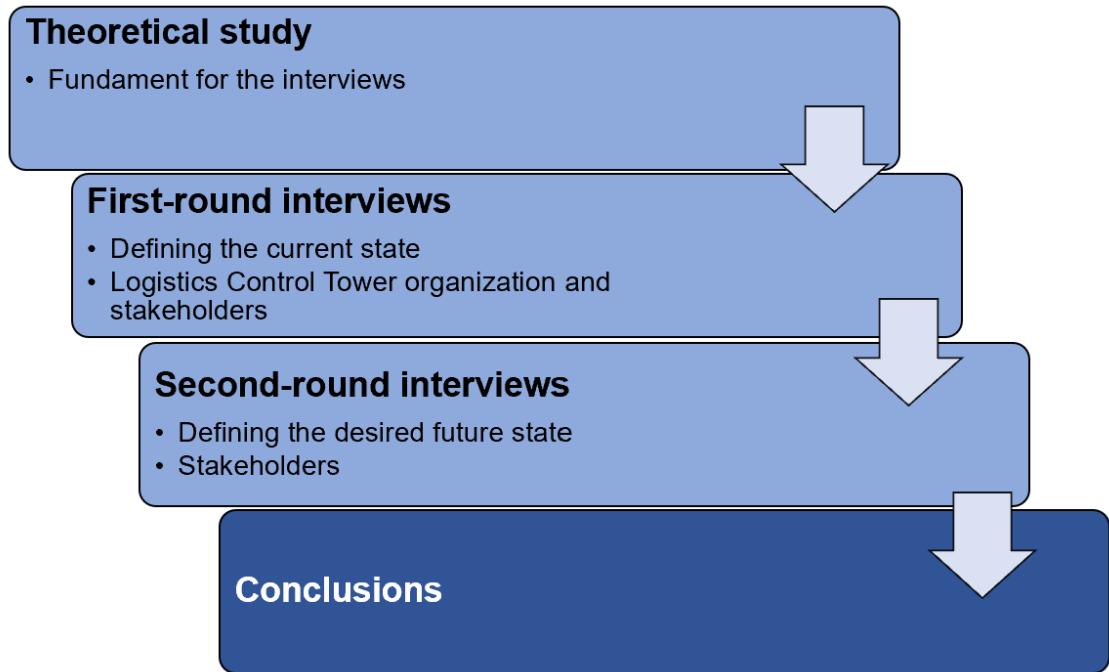 Theoretical study
• Fundament for the interviews
First-round interviews
• Defining the current state
• Logistics Control Tower organization and
stakeholders
Second-round interviews
• Defining the desired future state
• Stakeholders
Conclusions